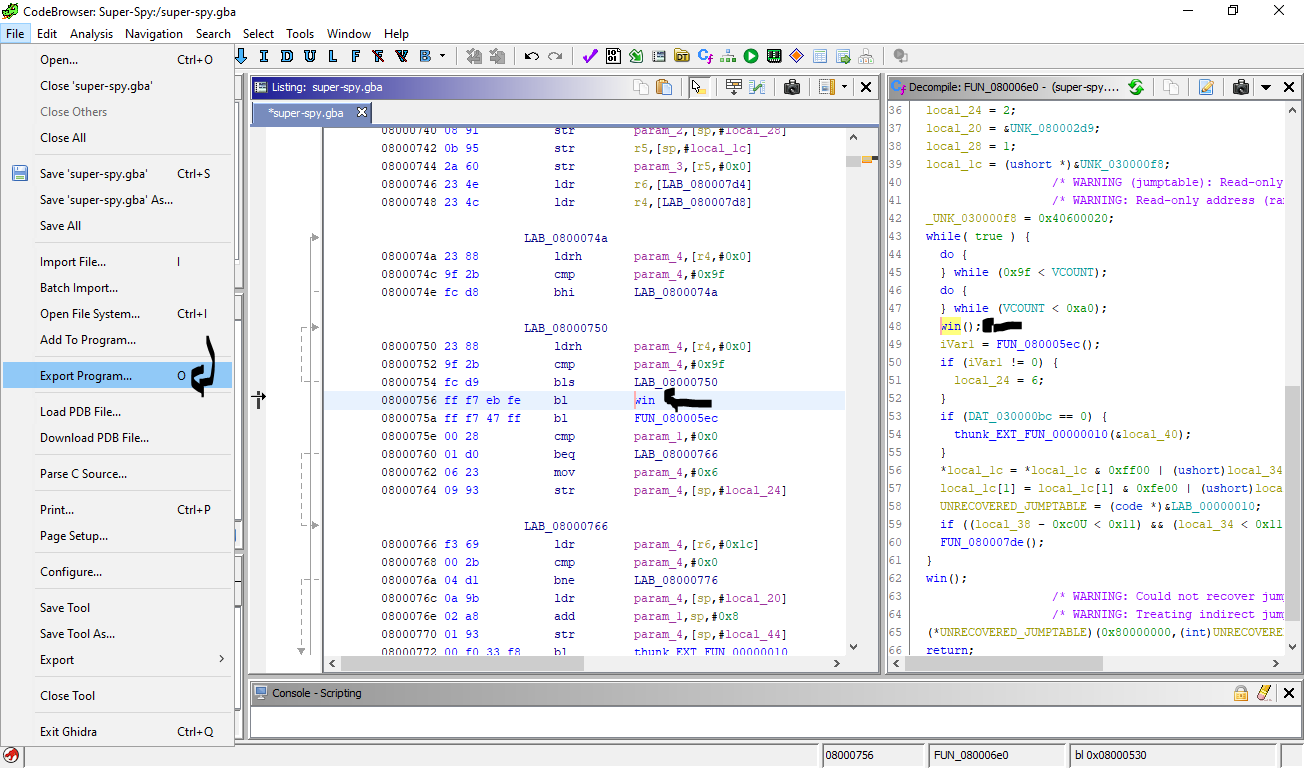 CodeBrowser: Super-Spy:/super-spy.gba
File Edit Analysis Navigation Search Select Tools Window Help
Open... Ctrl+O
Close 'super-spy.gba'
Close Others
Close All
Save 'super-spy.gba' Ctrl+S
Save 'super-spy.gba' As...
Save All
Import File... I
Batch Import...
Open File System... Ctrl+I
Add To Program...
Export Program... O
Load PDB File...
Download PDB File...
Parse C Source...
Print... Ctrl+P
Page Setup...
Configure...
Save Tool
Save Tool As...
Export
Close Tool
Exit Ghidra Ctrl+Q
I D U L F R V B
Listing: super-spy.gba
*super-spy.gba
08000740 08 91 str param_2,[sp,#local_28]
08000742 0b 95 str r5,[sp,#local_1c]
08000744 2a 60 str param_3,[r5,#0x0]
08000746 23 4e ldr r6,[LAB_080007d4]
08000748 23 4c ldr r4,[LAB_080007d8]
LAB_0800074a
0800074a 23 88 ldrh param_4,[r4,#0x0]
0800074c 9f 2b cmp param_4,#0x9f
0800074e fc d8 bhi LAB_0800074a
LAB_08000750
08000750 23 88 ldrh param_4,[r4,#0x0]
08000752 9f 2b cmp param_4,#0x9f
08000754 fc d9 bls LAB_08000750
08000756 ff f7 eb fe bl win
0800075a ff f7 47 ff bl FUN_080005ec
0800075e 00 28 cmp param_1,#0x0
08000760 01 d0 beq LAB_08000766
08000762 06 23 mov param_4,#0x6
08000764 09 93 str param_4,[sp,#local_24]
LAB_08000766
08000766 f3 69 ldr param_4,[r6,#0x1c]
08000768 00 2b cmp param_4,#0x0
0800076a 04 d1 bne LAB_08000776
0800076c 0a 9b ldr param_4,[sp,#local_20]
0800076e 02 a8 add param_1,sp,#0x8
08000770 01 93 str param_4,[sp,#local_44]
08000772 00 f0 33 f8 bl thunk_EXT_FUN_00000010
Decompile: FUN_080006e0 - (super-spy....
36 local_24 = 2;
37 local_20 = &UNK_080002d9;
38 local_28 = 1;
39 local_1c = (ushort *)&UNK_030000f8;
40 /* WARNING (jumptable): Read-only
41 /* WARNING: Read-only address (ra
42 _UNK_030000f8 = 0x40600020;
43 while( true ) {
44 do {
45 } while (0x9f < VCOUNT);
46 do {
47 } while (VCOUNT < 0xa0);
48 win();
49 iVar1 = FUN_080005ec();
50 if (iVar1 != 0) {
51 local_24 = 6;
52 }
53 if (DAT_030000bc == 0) {
54 thunk_EXT_FUN_00000010(&local_40);
55 }
56 *local_1c = *local_1c & 0xff00 | (ushort)local_34
57 local_1c[1] = local_1c[1] & 0xfe00 | (ushort)loca
58 UNRECOVERED_JUMPTABLE = (code *)&LAB_00000010;
59 if ((local_38 - 0xc0U < 0x11) && (local_34 < 0x11
60 FUN_080007de();
61 }
62 win();
63 /* WARNING: Could not recover jum
64 /* WARNING: Treating indirect jum
65 (*UNRECOVERED_JUMPTABLE)(0x80000000,(int)UNRECOVERE
66 return;
Console - Scripting
08000756 FUN_080006e0 bl 0x08000530